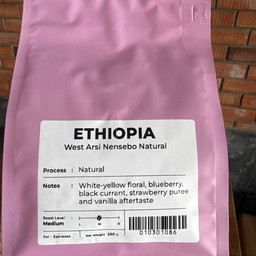 ETHIOPIA
West Arsi Nensebo Natural
Process : Natural
Notes : White-yellow floral, blueberry,
black currant, strawberry puree
and vanilla aftertaste
Roast Level :
Medium
L M D
For : Espresso
Net Weight 250 g
010301086